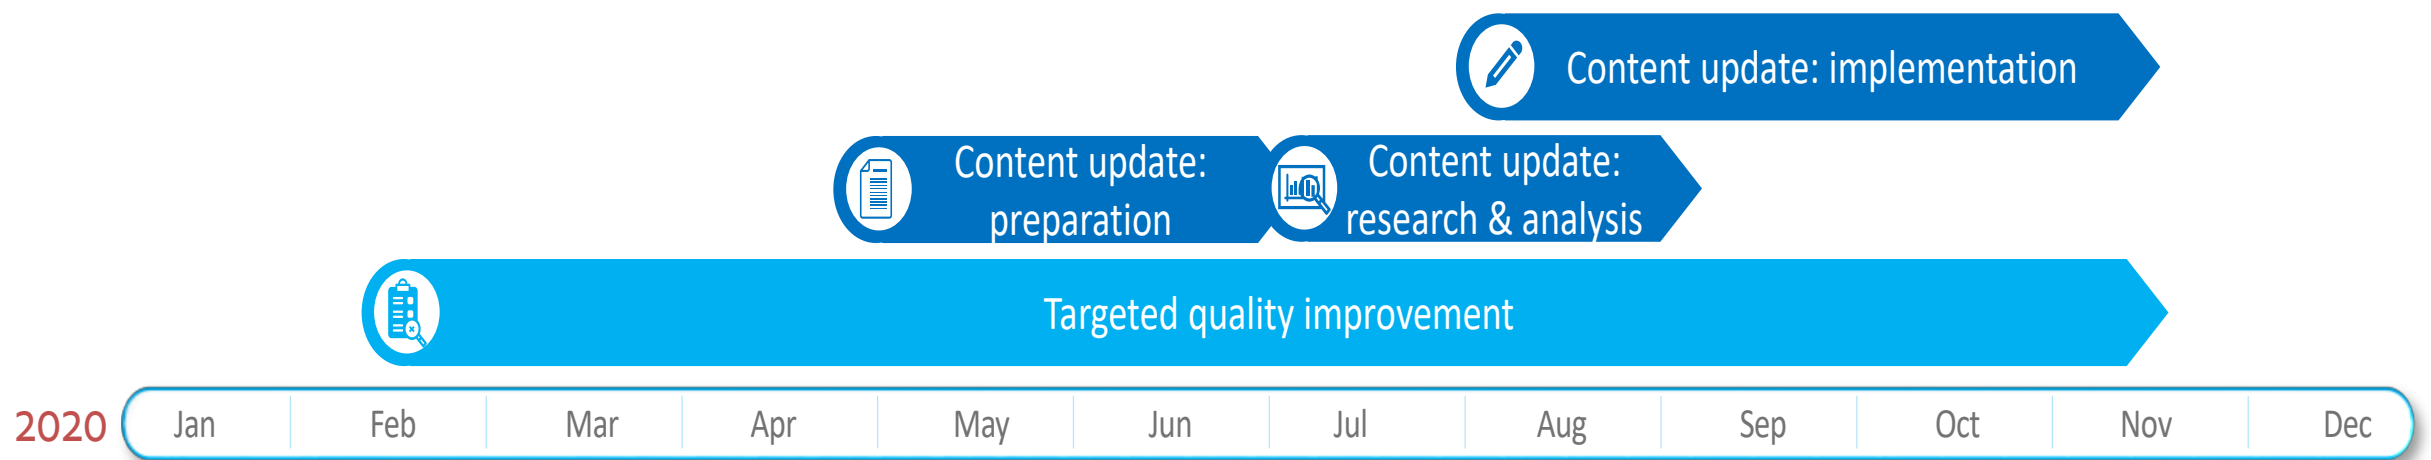 Content update: implementation
Content update:
preparation
Content update:
research & analysis
Targeted quality improvement
2020 Jan Feb Mar Apr May Jun Jul Aug Sep Oct Nov Dec